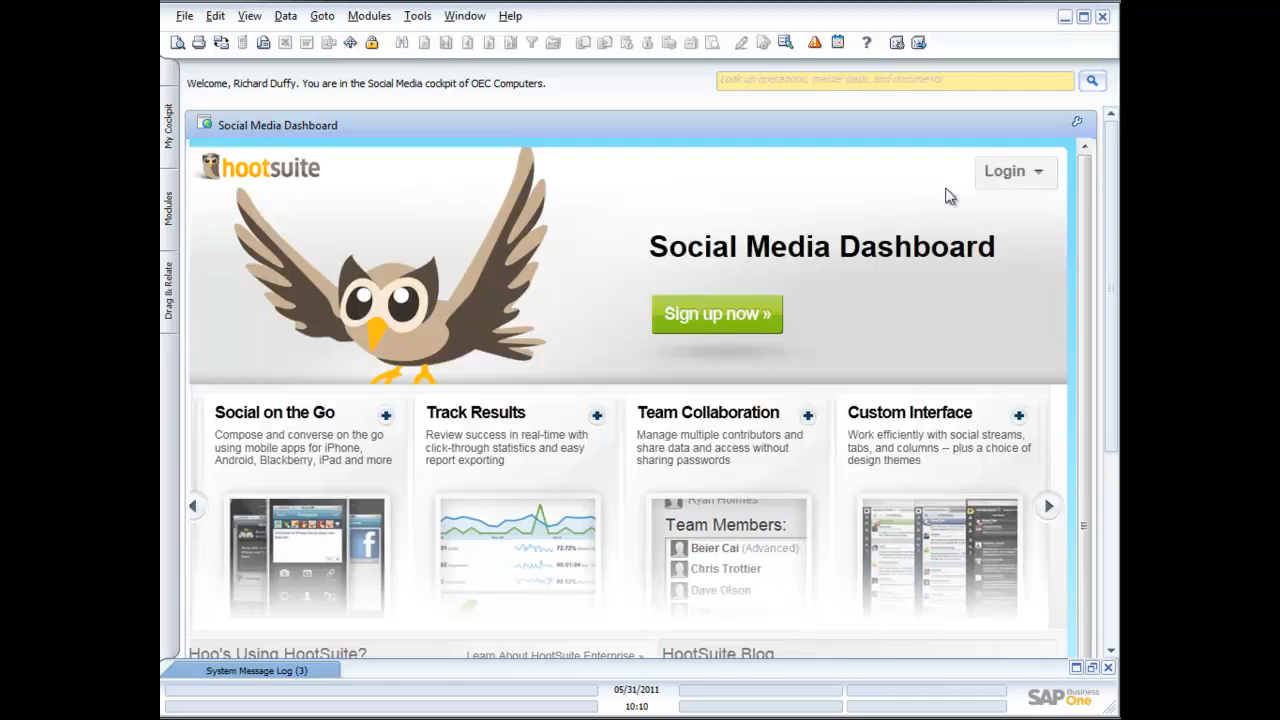 File Edit View Data Goto Modules Tools Window Help
Welcome, Richard Duffy. You are in the Social Media cockpit of OEC Computers.
Look up operations, master data, and documents
My Cockpit
Modules
Drag & Relate
Social Media Dashboard
hootsuite
Login
Social Media Dashboard
Sign up now »
Social on the Go
Compose and converse on the go
using mobile apps for iPhone,
Android, Blackberry, iPad and more
Track Results
Review success in real-time with
click-through statistics and easy
report exporting
Team Collaboration
Manage multiple contributors and
share data and access without
sharing passwords
Ryan Holmes
Team Members:
Beier Cai (Advanced)
Chris Trottier
Dave Olson
Custom Interface
Work efficiently with social streams,
tabs, and columns -- plus a choice of
design themes
Hoo's Using HootSuite?
Learn About HootSuite Enterprise »
HootSuite Blog
System Message Log (3)
05/31/2011
10:10
SAP Business One